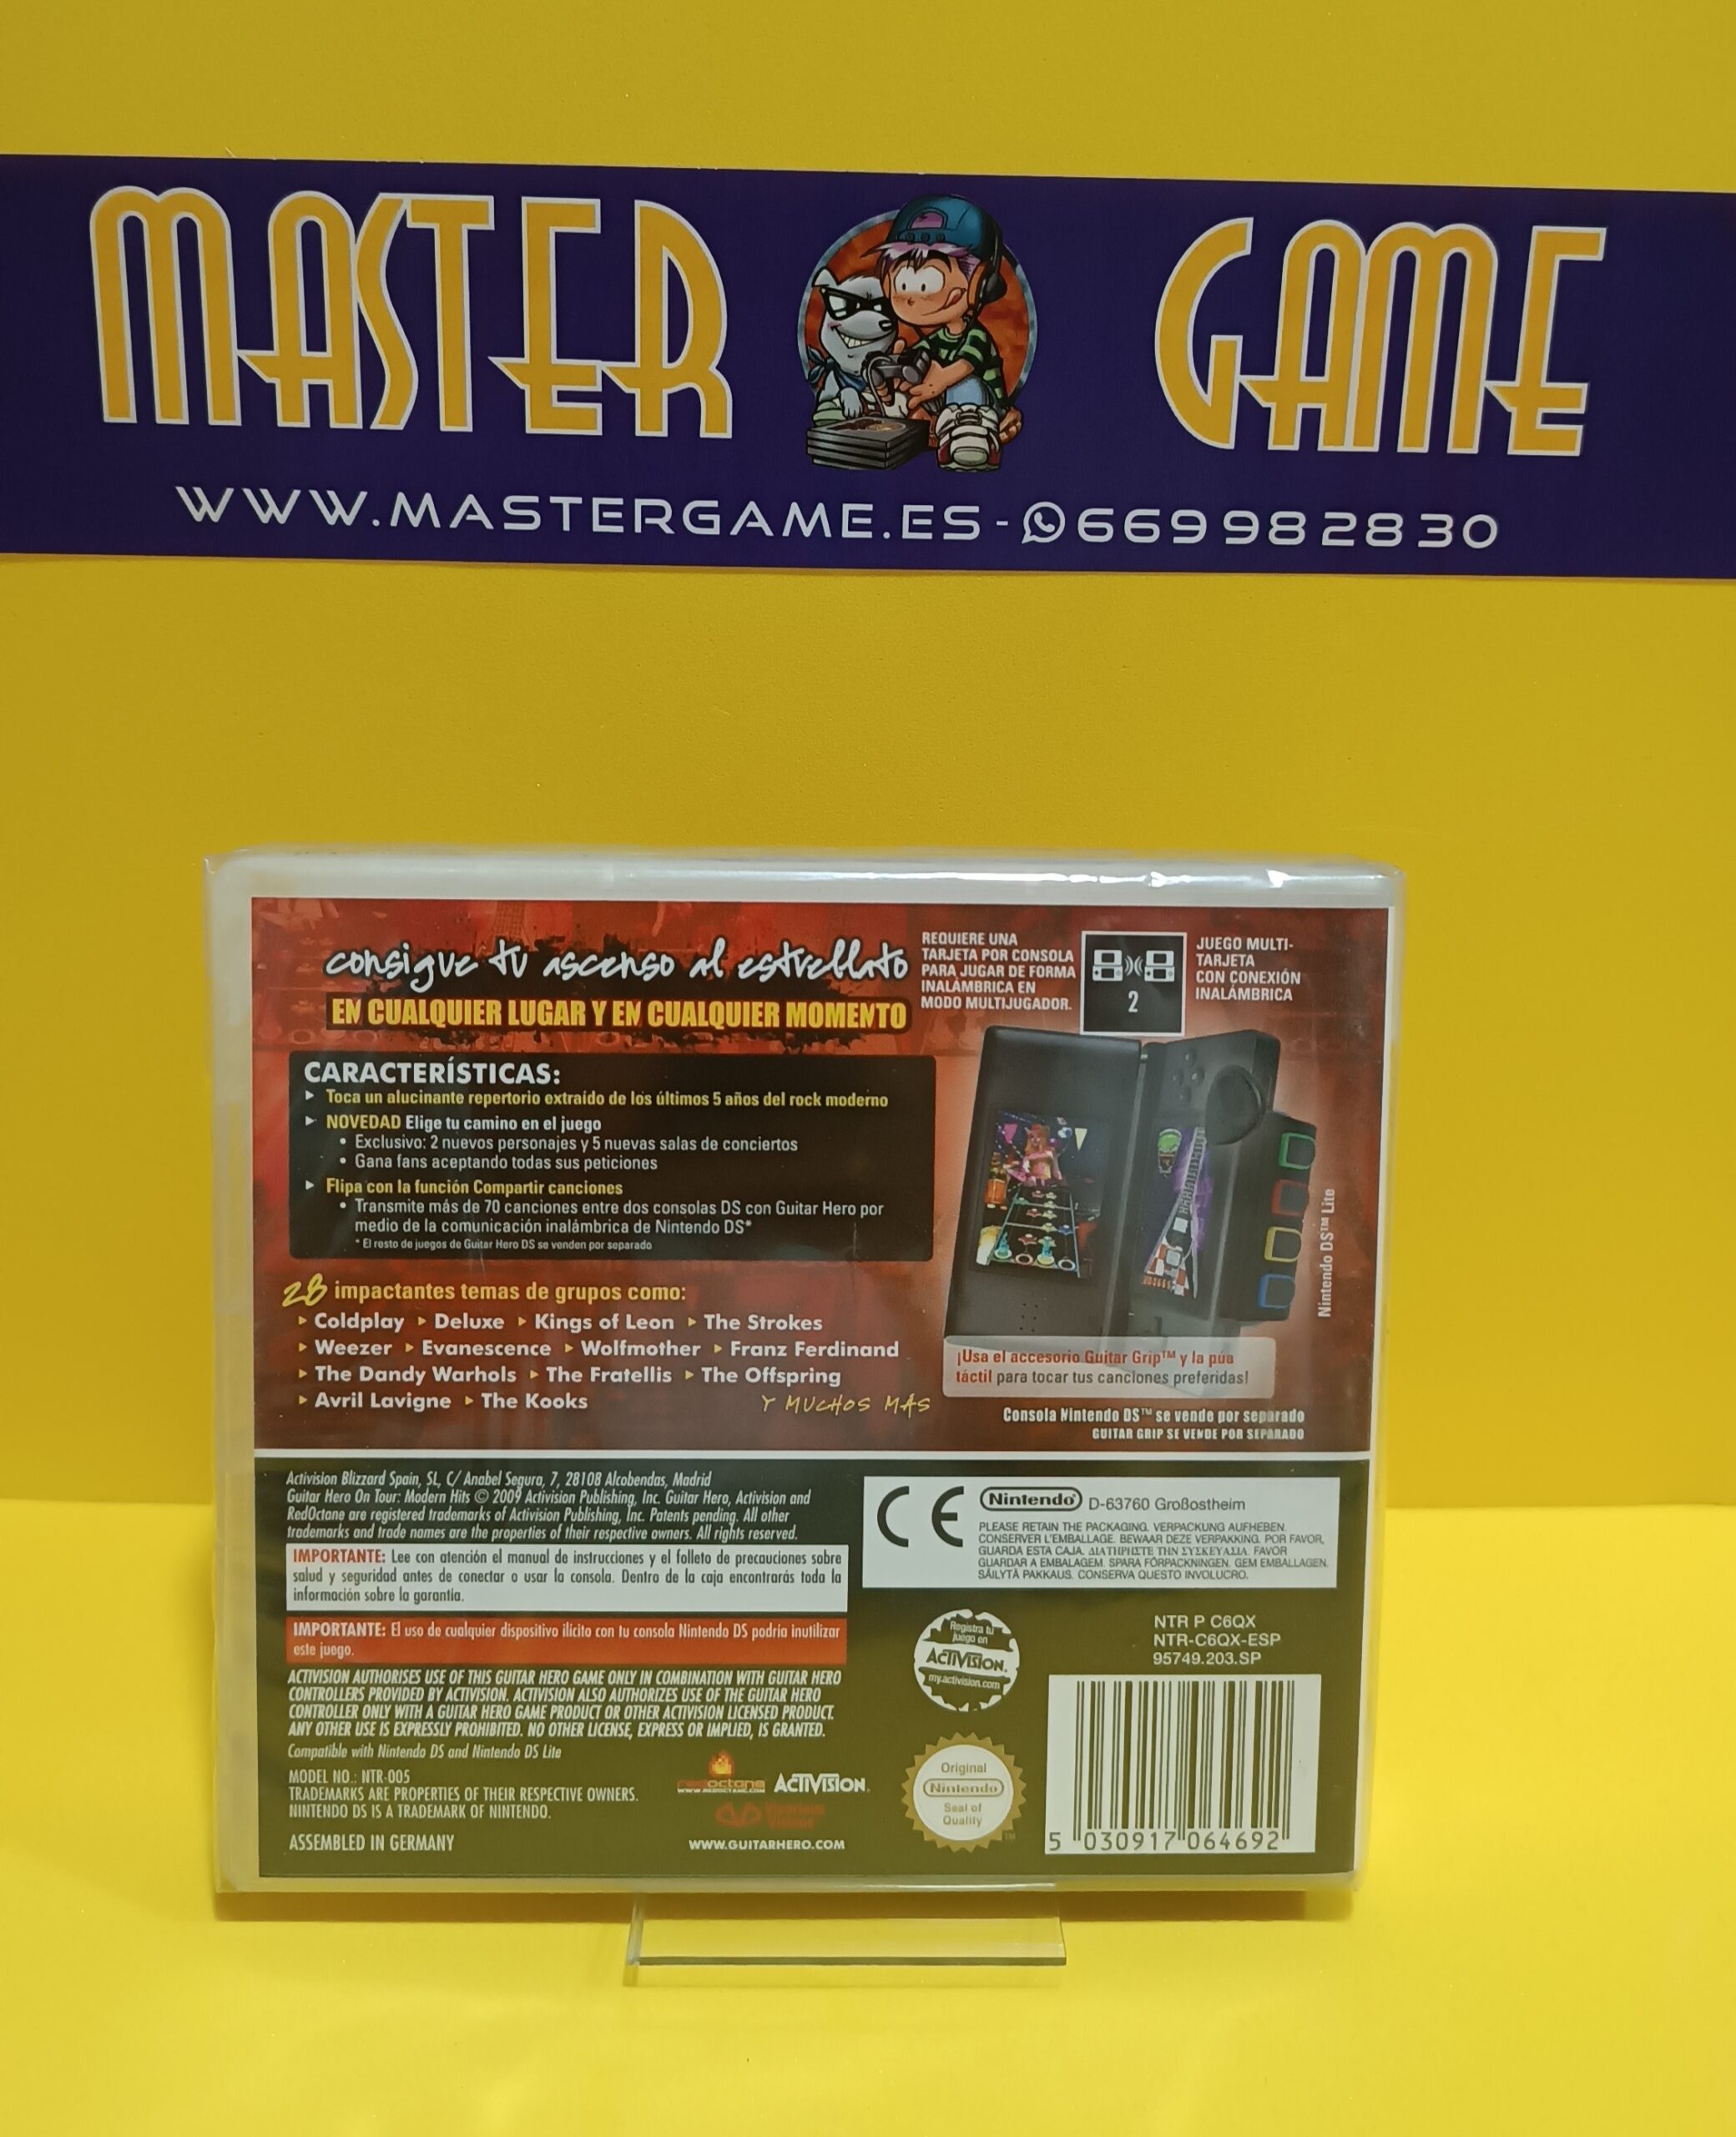 MASTER GAME
WWW.MASTERGAME.ES - 669982830
consigue tu ascenso al estrellato
EN CUALQUIER LUGAR Y EN CUALQUIER MOMENTO
REQUIERE UNA
TARJETA POR CONSOLA
PARA JUGAR DE FORMA
INALÁMBRICA EN
MODO MULTIJUGADOR.
2
JUEGO MULTI-
TARJETA
CON CONEXIÓN
INALÁMBRICA
CARACTERÍSTICAS:
Toca un alucinante repertorio extraído de los últimos 5 años del rock moderno
NOVEDAD Elige tu camino en el juego
• Exclusivo: 2 nuevos personajes y 5 nuevas salas de conciertos
• Gana fans aceptando todas sus peticiones
Flipa con la función Compartir canciones
• Transmite más de 70 canciones entre dos consolas DS con Guitar Hero por
medio de la comunicación inalámbrica de Nintendo DS*
* El resto de juegos de Guitar Hero DS se venden por separado
Nintendo DS™ Lite
28 impactantes temas de grupos como:
Coldplay ▸ Deluxe ▸ Kings of Leon ▸ The Strokes
Weezer ▸ Evanescence ▸ Wolfmother ▸ Franz Ferdinand
The Dandy Warhols ▸ The Fratellis ▸ The Offspring
Avril Lavigne ▸ The Kooks
Y MUCHOS MÁS
¡Usa el accesorio Guitar Grip™ y la púa
táctil para tocar tus canciones preferidas!
Consola Nintendo DS™ se vende por separado
GUITAR GRIP SE VENDE POR SEPARADO
Activision Blizzard Spain, SL, C/ Anabel Segura, 7, 28108 Alcobendas, Madrid
Guitar Hero On Tour: Modern Hits © 2009 Activision Publishing, Inc. Guitar Hero, Activision and
RedOctane are registered trademarks of Activision Publishing, Inc. Patents pending. All other
trademarks and trade names are the properties of their respective owners. All rights reserved.
IMPORTANTE: Lee con atención el manual de instrucciones y el folleto de precauciones sobre
salud y seguridad antes de conectar o usar la consola. Dentro de la caja encontrarás toda la
información sobre la garantía.
IMPORTANTE: El uso de cualquier dispositivo ilícito con tu consola Nintendo DS podría inutilizar
este juego.
ACTIVISION AUTHORISES USE OF THIS GUITAR HERO GAME ONLY IN COMBINATION WITH GUITAR HERO
CONTROLLERS PROVIDED BY ACTIVISION. ACTIVISION ALSO AUTHORIZES USE OF THE GUITAR HERO
CONTROLLER ONLY WITH A GUITAR HERO GAME PRODUCT OR OTHER ACTIVISION LICENSED PRODUCT.
ANY OTHER USE IS EXPRESSLY PROHIBITED. NO OTHER LICENSE, EXPRESS OR IMPLIED, IS GRANTED.
Compatible with Nintendo DS and Nintendo DS Lite
MODEL NO.: NTR-005
TRADEMARKS ARE PROPERTIES OF THEIR RESPECTIVE OWNERS.
NINTENDO DS IS A TRADEMARK OF NINTENDO.
ASSEMBLED IN GERMANY
redoctane
WWW.REDOCTANE.COM
ACTIVISION.
Vicarious Visions
WWW.GUITARHERO.COM
CE
Nintendo® D-63760 Großostheim
PLEASE RETAIN THE PACKAGING. VERPACKUNG AUFHEBEN.
CONSERVER L'EMBALLAGE. BEWAAR DEZE VERPAKKING. POR FAVOR,
GUARDA ESTA CAJA. ΔΙΑΤΗΡΗΣΤΕ ΤΗΝ ΣΥΣΚΕΥΑΣΙΑ. FAVOR
GUARDAR A EMBALAGEM. SPARA FÖRPACKNINGEN. GEM EMBALLAGEN.
SÄILYTÄ PAKKAUS. CONSERVA QUESTO INVOLUCRO.
Registra tu
juego en
ACTIVISION.
my.activision.com
NTR P C6QX
NTR-C6QX-ESP
95749.203.SP
Original
Nintendo
Seal of
Quality
TM
5 030917 064692